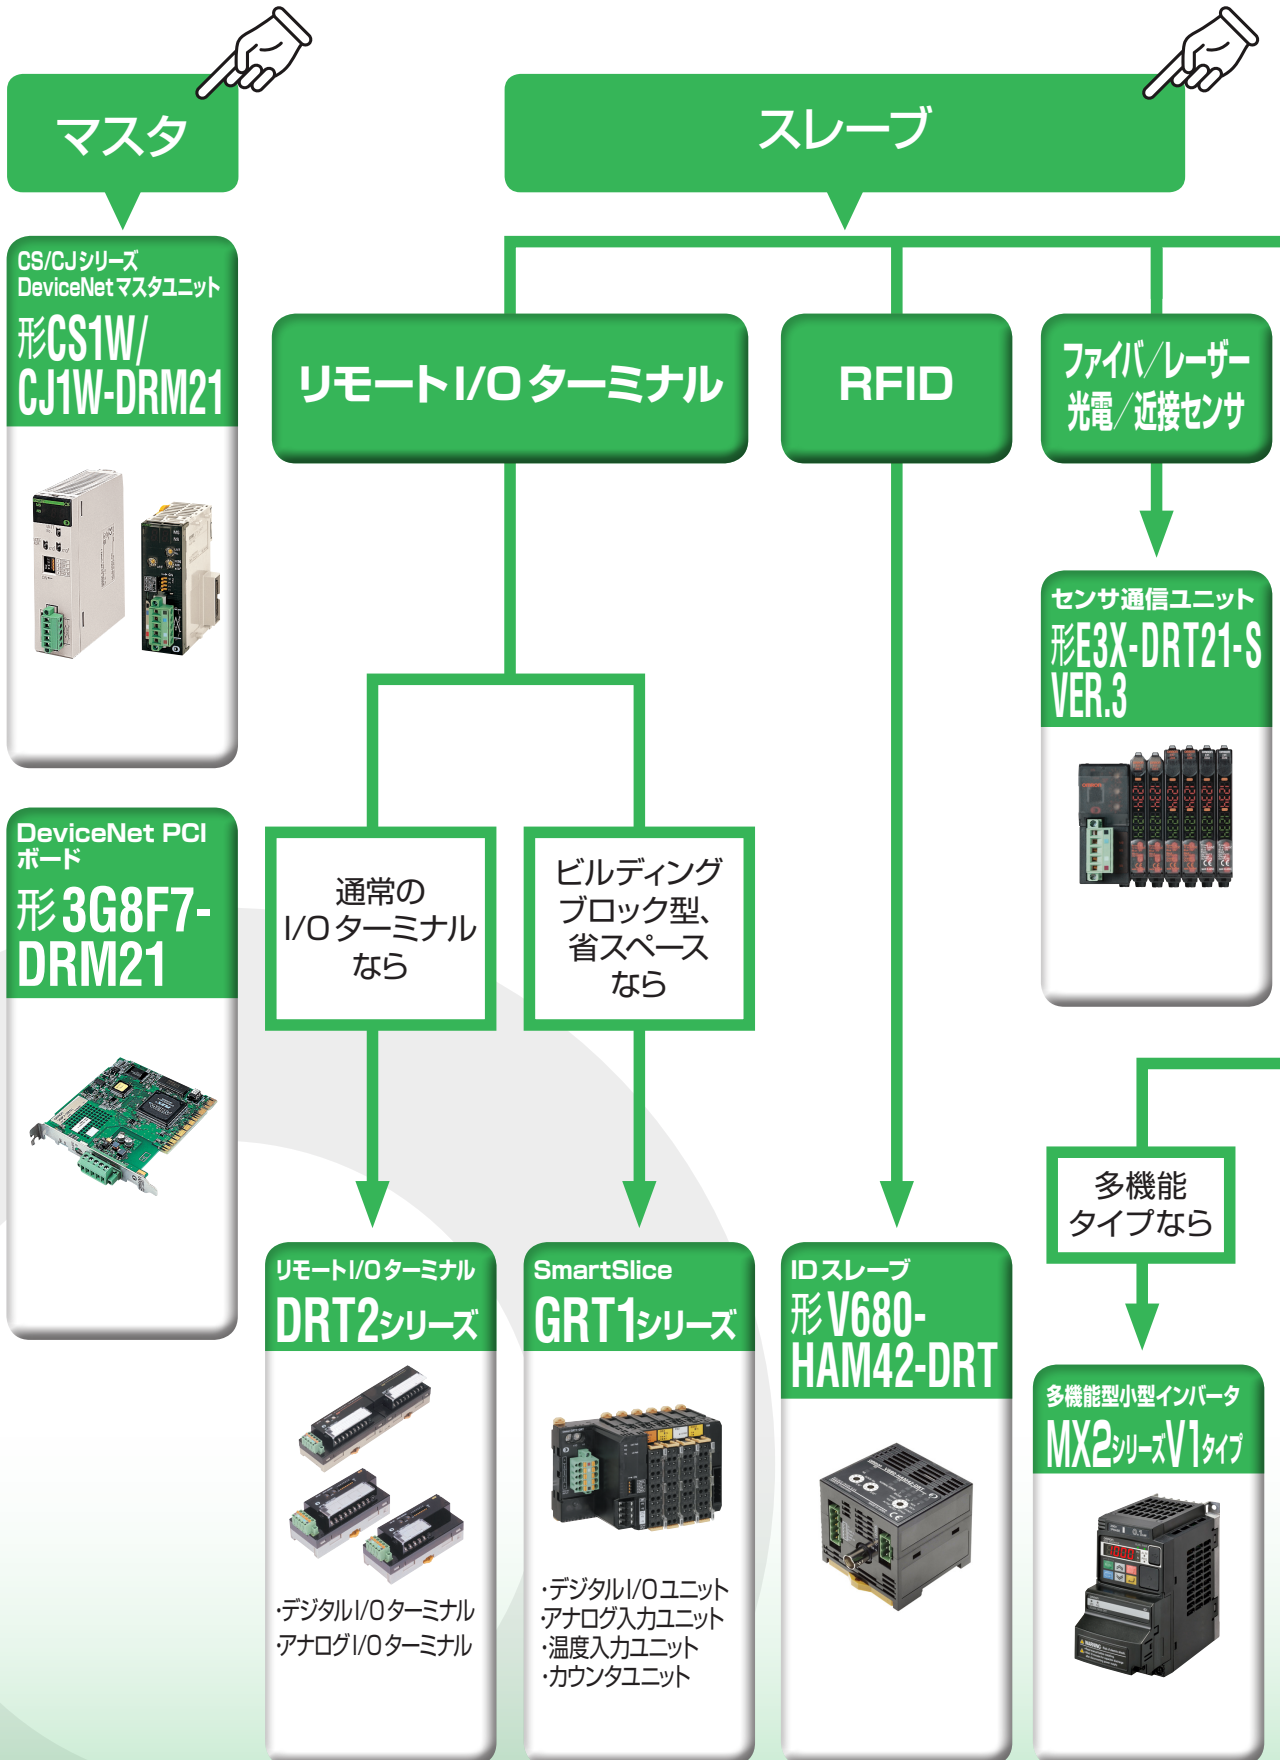 マスタ
スレーブ
CS/CJシリーズ
DeviceNetマスタユニット
形CS1W/
CJ1W-DRM21
DeviceNet PCI
ボード
形3G8F7-
DRM21
リモートI/Oターミナル
RFID
ファイバ／レーザー
光電／近接センサ
センサ通信ユニット
形E3X-DRT21-S
VER.3
通常の
I/Oターミナル
なら
ビルディング
ブロック型、
省スペース
なら
多機能
タイプなら
リモートI/Oターミナル
DRT2シリーズ
・デジタルI/Oターミナル
・アナログI/Oターミナル
SmartSlice
GRT1シリーズ
・デジタルI/Oユニット
・アナログ入力ユニット
・温度入力ユニット
・カウンタユニット
IDスレーブ
形V680-
HAM42-DRT
多機能型小型インバータ
MX2シリーズV1タイプ